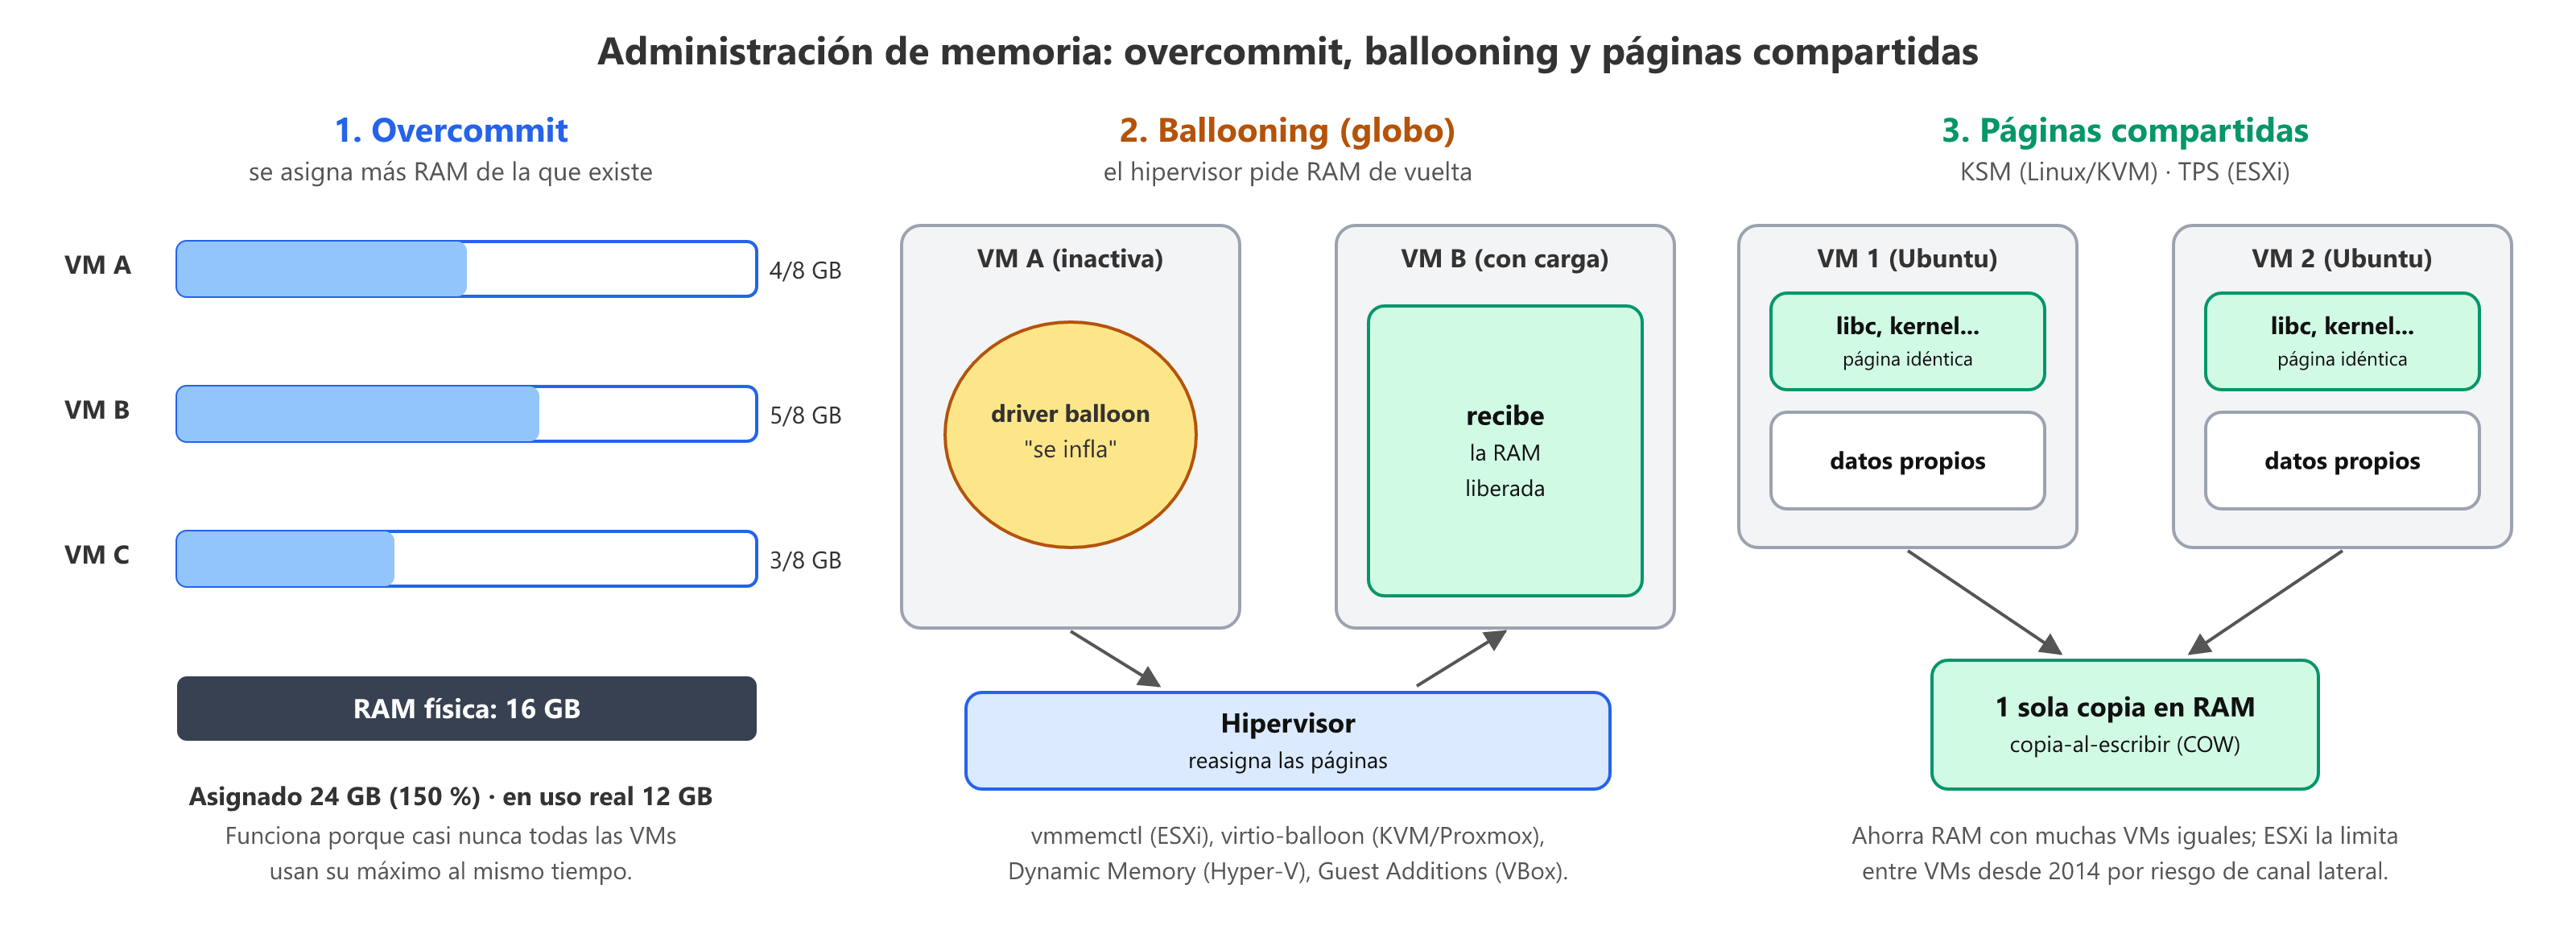 Administración de memoria: overcommit, ballooning y páginas compartidas
1. Overcommit
se asigna más RAM de la que existe
VM A
4/8 GB
VM B
5/8 GB
VM C
3/8 GB
RAM física: 16 GB
Asignado 24 GB (150 %) · en uso real 12 GB
Funciona porque casi nunca todas las VMs
usan su máximo al mismo tiempo.
2. Ballooning (globo)
el hipervisor pide RAM de vuelta
VM A (inactiva)
driver balloon
"se infla"
VM B (con carga)
recibe
la RAM
liberada
Hipervisor
reasigna las páginas
vmmemctl (ESXi), virtio-balloon (KVM/Proxmox),
Dynamic Memory (Hyper-V), Guest Additions (VBox).
3. Páginas compartidas
KSM (Linux/KVM) · TPS (ESXi)
VM 1 (Ubuntu)
libc, kernel...
página idéntica
datos propios
VM 2 (Ubuntu)
libc, kernel...
página idéntica
datos propios
1 sola copia en RAM
copia-al-escribir (COW)
Ahorra RAM con muchas VMs iguales; ESXi la limita
entre VMs desde 2014 por riesgo de canal lateral.